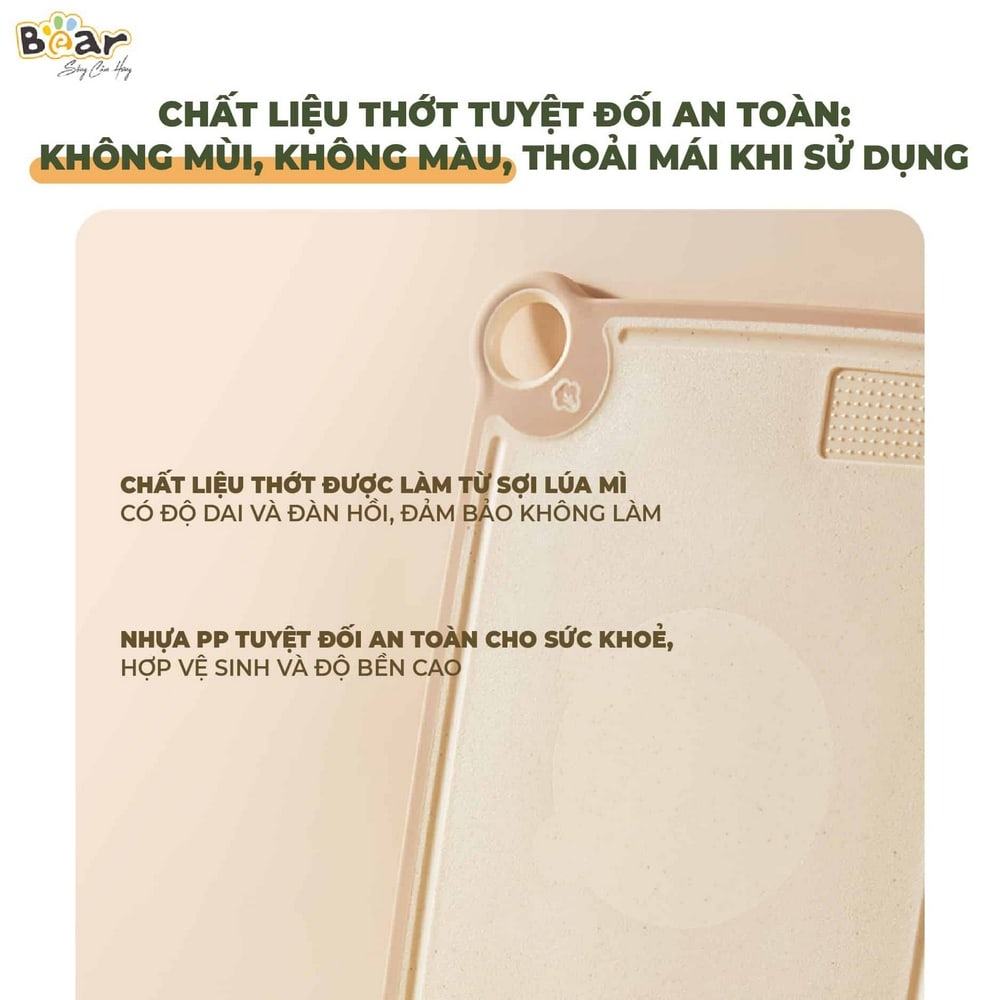 Bear
Sống Cảm Hứng
CHẤT LIỆU THỚT TUYỆT ĐỐI AN TOÀN:
KHÔNG MÙI, KHÔNG MÀU, THOẢI MÁI KHI SỬ DỤNG
CHẤT LIỆU THỚT ĐƯỢC LÀM TỪ SỢI LÚA MÌ
CÓ ĐỘ DAI VÀ ĐÀN HỒI, ĐẢM BẢO KHÔNG LÀM
NHỰA PP TUYỆT ĐỐI AN TOÀN CHO SỨC KHOẺ,
HỢP VỆ SINH VÀ ĐỘ BỀN CAO